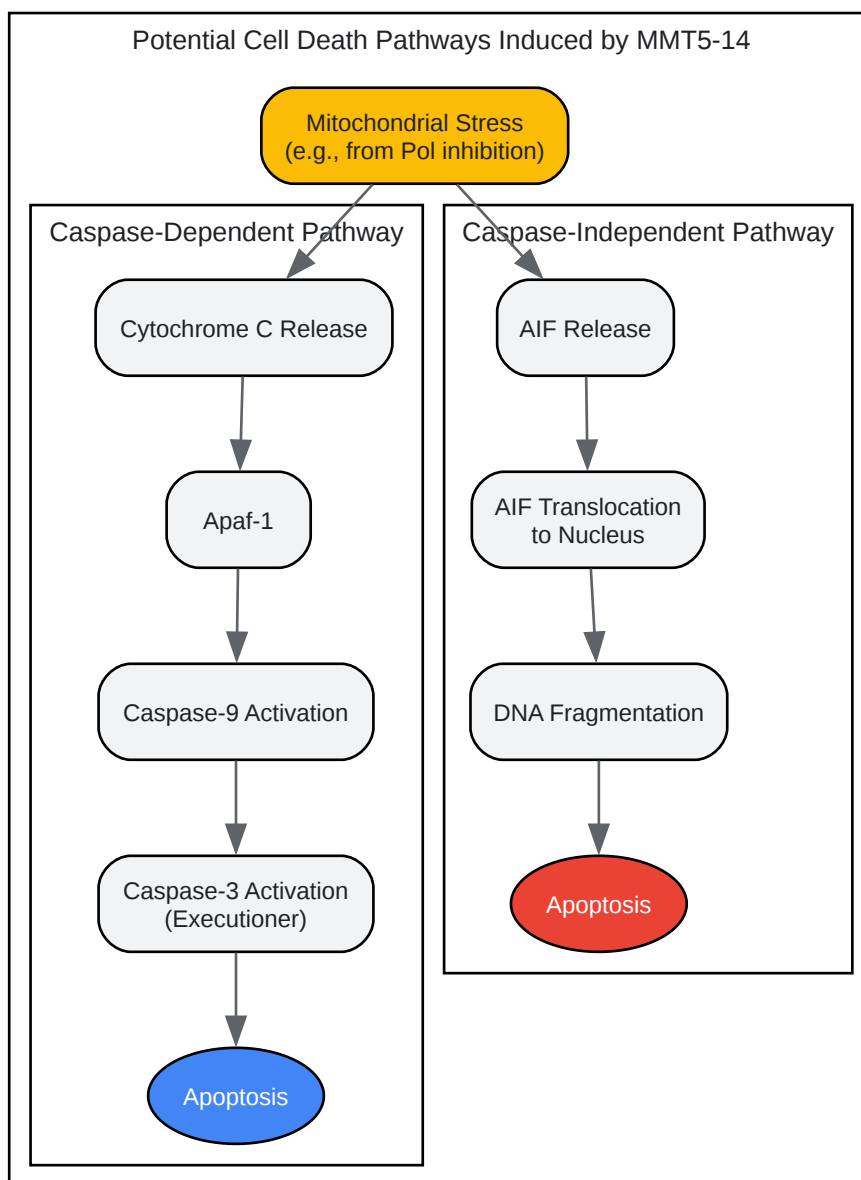 Potential Cell Death Pathways Induced by MMT5-14
Mitochondrial Stress
(e.g., from Pol inhibition)
Caspase-Dependent Pathway
Cytochrome C Release
Apaf-1
Caspase-9 Activation
Caspase-3 Activation
(Executioner)
Apoptosis
Caspase-Independent Pathway
AIF Release
AIF Translocation
to Nucleus
DNA Fragmentation
Apoptosis